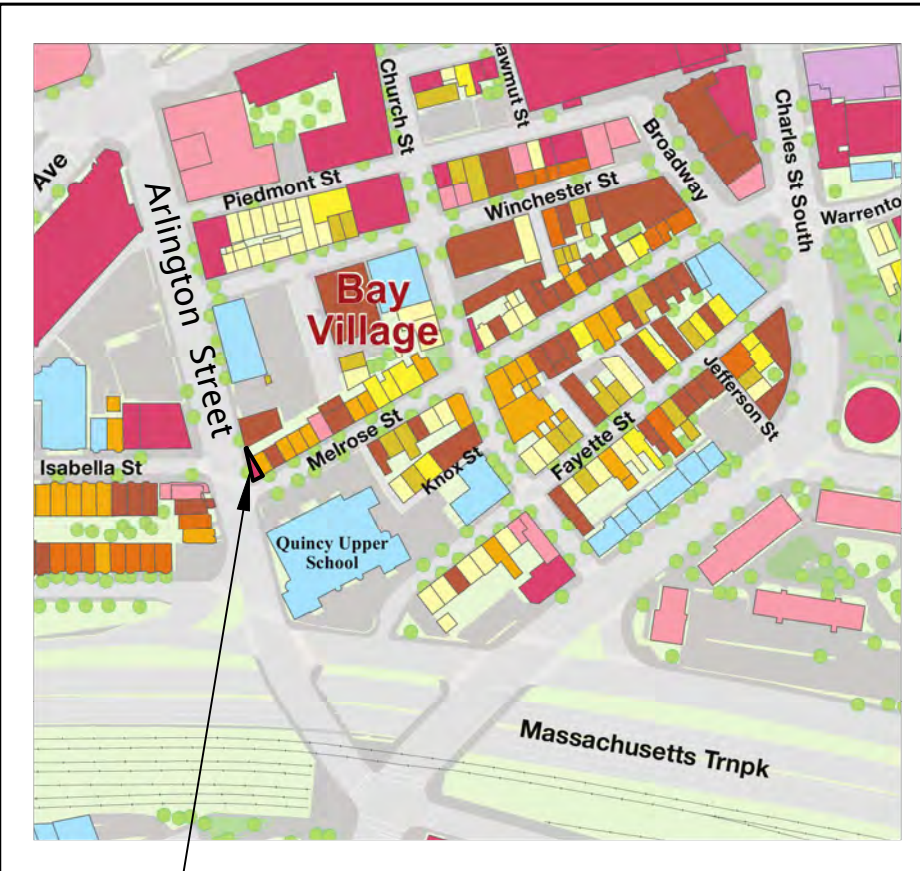 Church St
Charles St South
Broadway
Ave
Arlington Street
Piedmont St
Winchester St
Warrento
Bay
Village
Jefferson St
Melrose St
Fayette St
Isabella St
Knox St
Quincy Upper
School
Massachusetts Trnpk